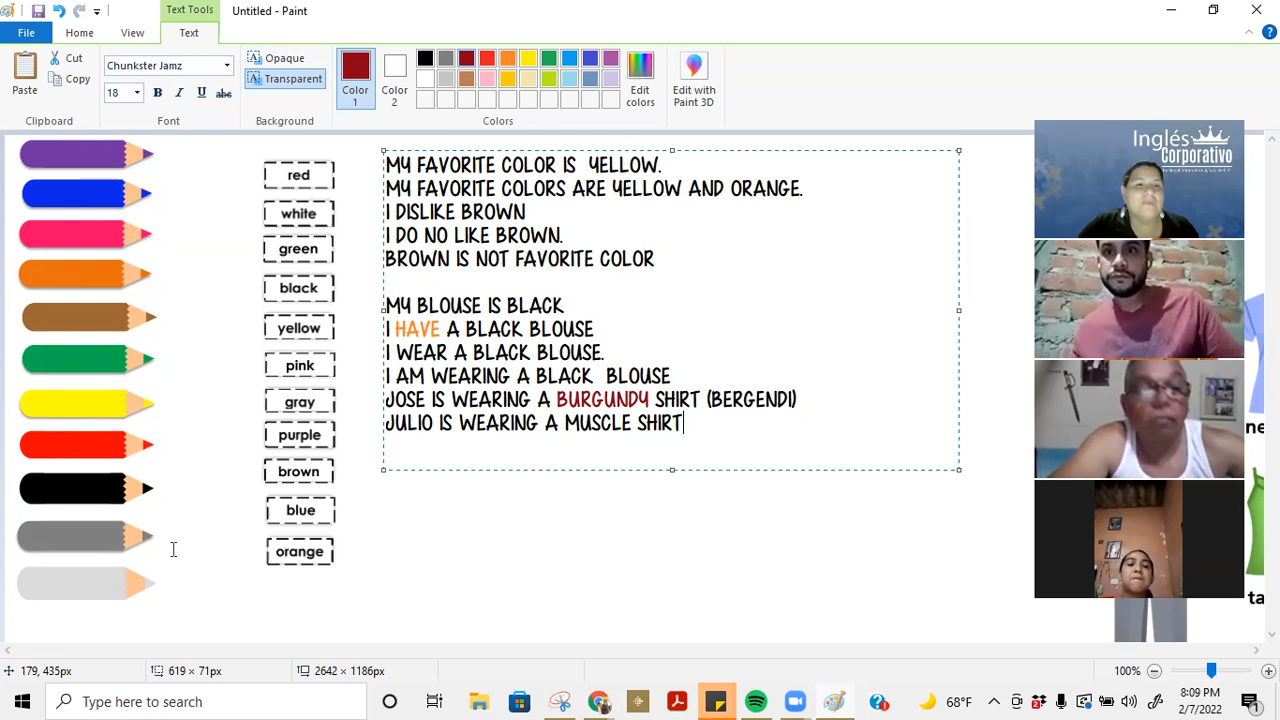 Untitled - Paint
Text Tools
File
Home
View
Text
Paste
Cut
Copy
Clipboard
Chunkster Jamz
18
B I U abc
Font
Opaque
Transparent
Background
Color 1
Color 2
Edit colors
Colors
Edit with Paint 3D
red
white
green
black
yellow
pink
gray
purple
brown
blue
orange
MY FAVORITE COLOR IS YELLOW.
MY FAVORITE COLORS ARE YELLOW AND ORANGE.
I DISLIKE BROWN
I DO NO LIKE BROWN.
BROWN IS NOT FAVORITE COLOR
MY BLOUSE IS BLACK
I HAVE A BLACK BLOUSE
I WEAR A BLACK BLOUSE.
I AM WEARING A BLACK BLOUSE
JOSE IS WEARING A BURGUNDY SHIRT (BERGENDI)
JULIO IS WEARING A MUSCLE SHIRT
Inglés
Corporativo
ne
ta
179, 435px
619 × 71px
2642 × 1186px
100%
Type here to search
68°F
8:09 PM
2/7/2022